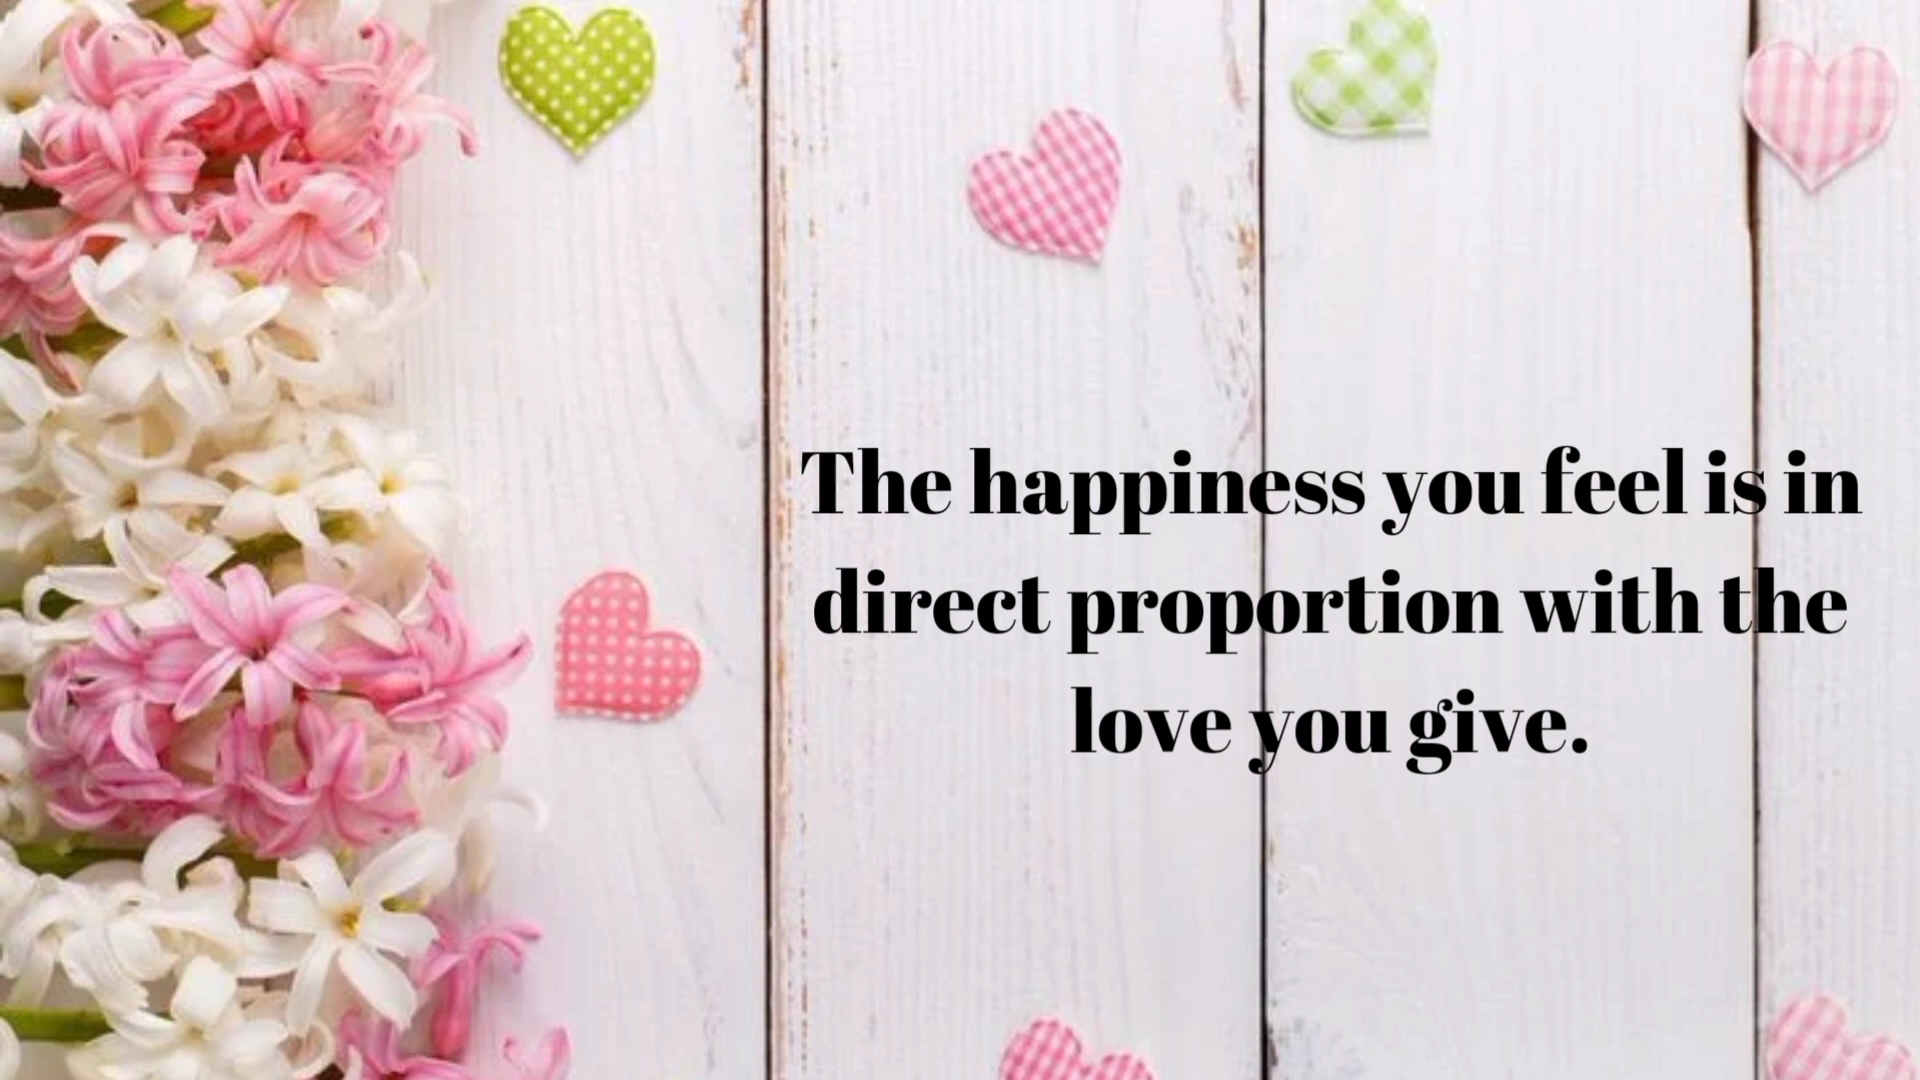 The happiness you feel is in
direct proportion with the
love you give.